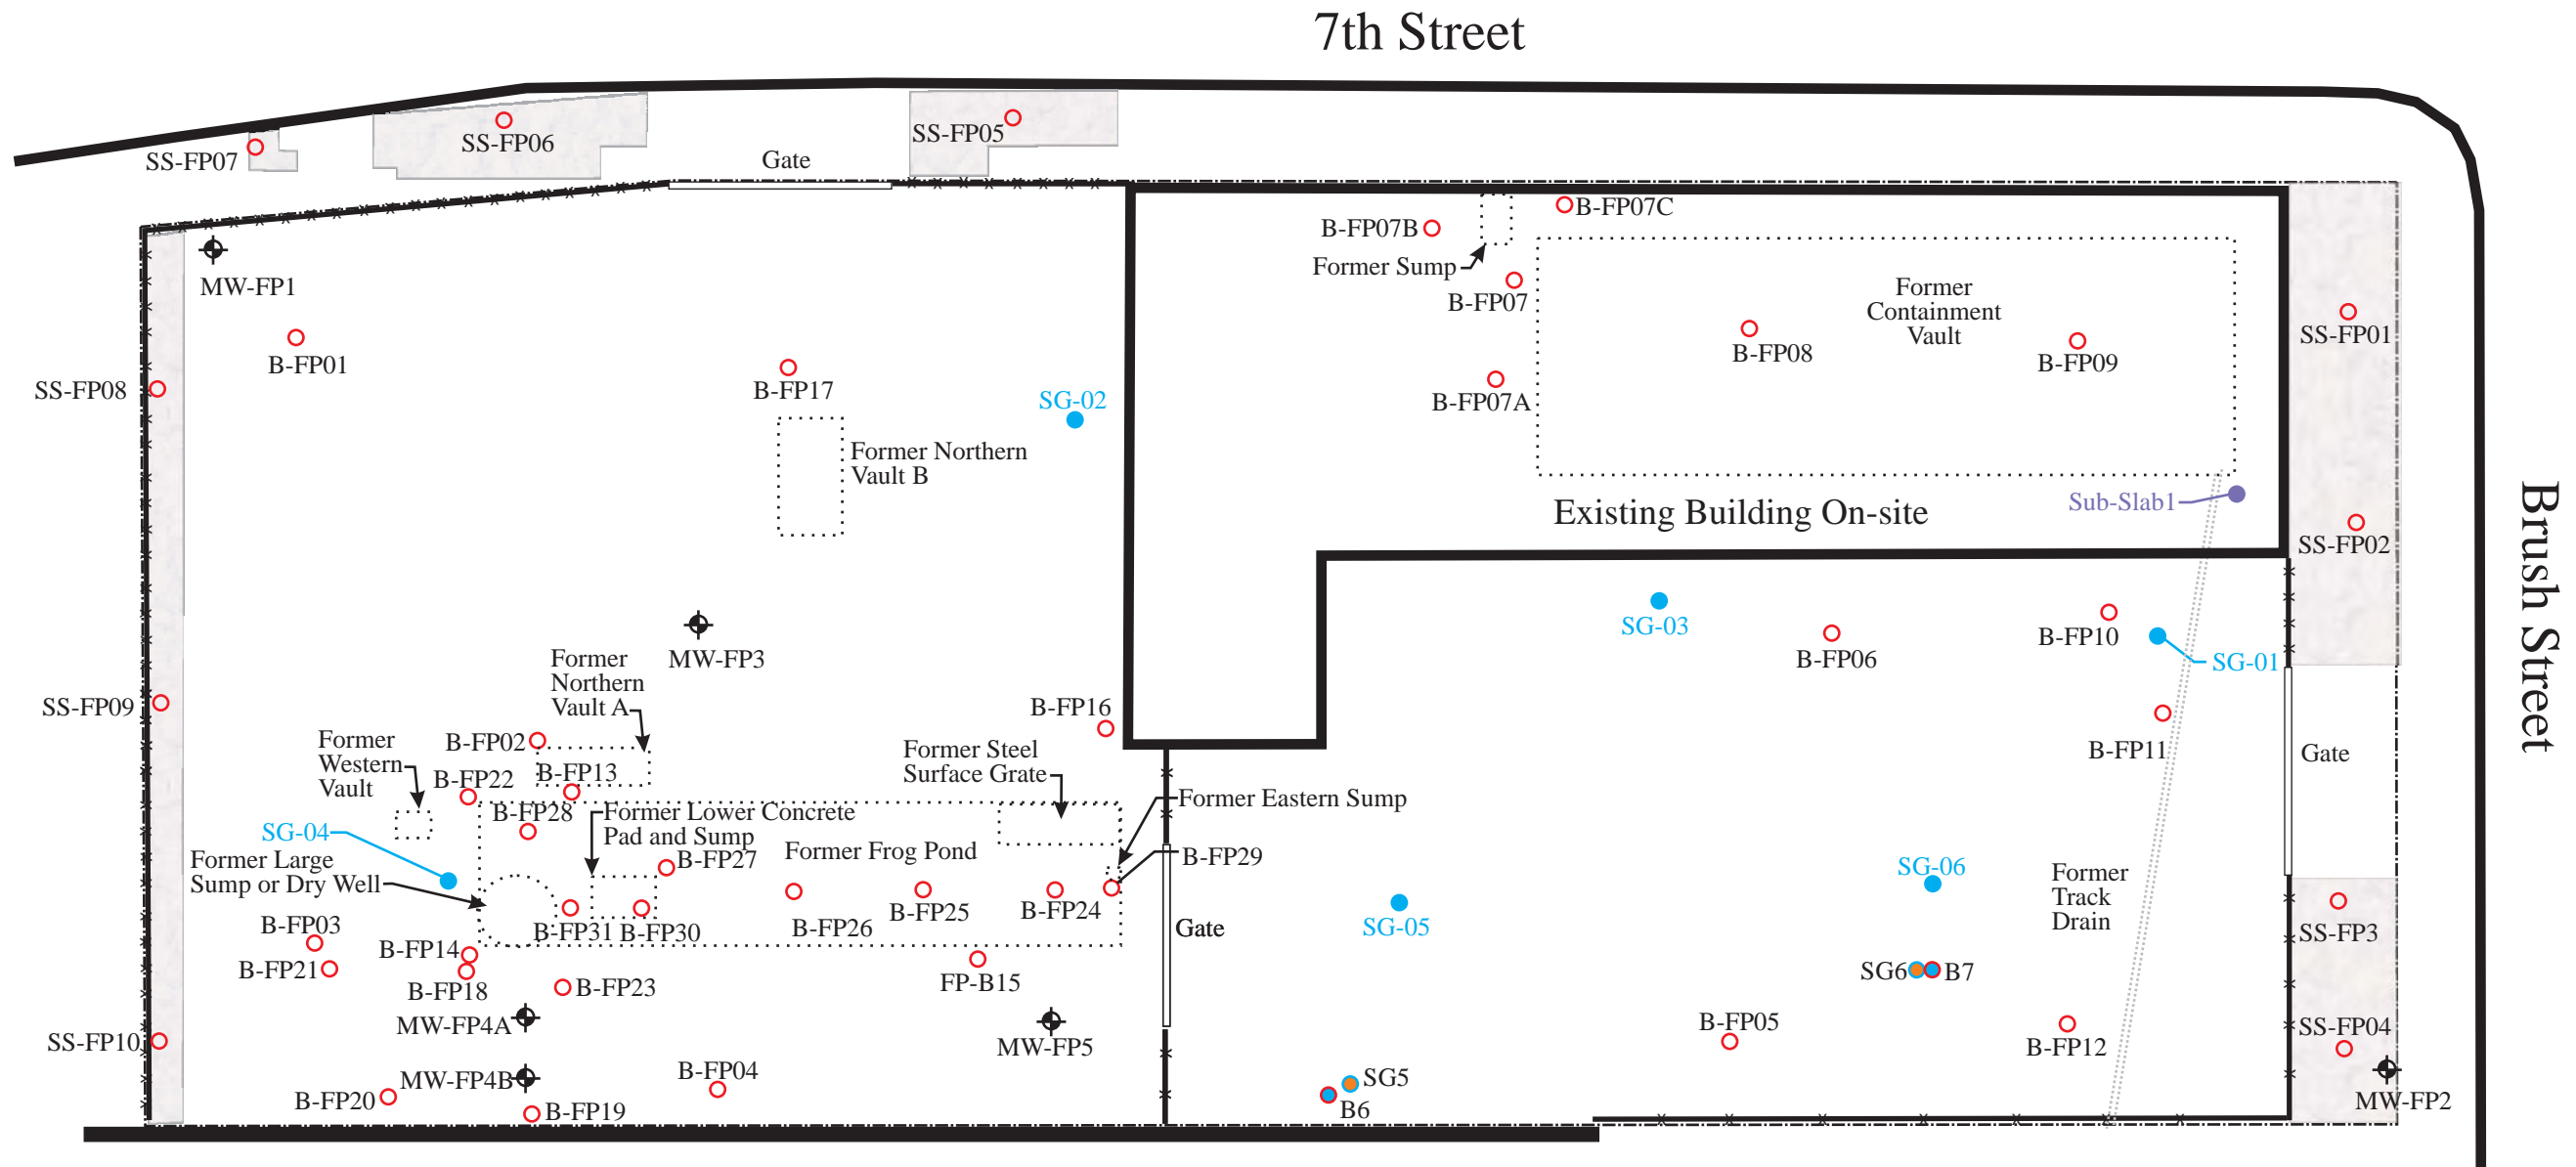 7th Street
SS-FP07
SS-FP06
SS-FP05
Gate
B-FP07B
B-FP07C
Former Sump
B-FP07
MW-FP1
Former
Containment
Vault
B-FP01
B-FP08
B-FP09
SS-FP01
SS-FP08
B-FP17
SG-02
B-FP07A
Former Northern
Vault B
Existing Building On-site
Sub-Slab1
SS-FP02
Brush Street
SG-03
B-FP06
B-FP10
SG-01
MW-FP3
Former
Northern
Vault A
SS-FP09
B-FP16
B-FP02
Former
Western
Vault
B-FP22
B-FP13
Former Steel
Surface Grate
B-FP11
Gate
B-FP28
Former Lower Concrete
Pad and Sump
Former Eastern Sump
SG-04
Former Large
Sump or Dry Well
B-FP27
Former Frog Pond
B-FP29
SG-06
Former
Track
Drain
B-FP03
B-FP31
B-FP30
B-FP26
B-FP25
B-FP24
Gate
SG-05
SS-FP3
B-FP14
B-FP21
B-FP18
B-FP23
FP-B15
SG6
B7
MW-FP4A
MW-FP5
B-FP05
B-FP12
SS-FP04
SS-FP10
MW-FP4B
B-FP04
SG5
B-FP20
B-FP19
B6
MW-FP2